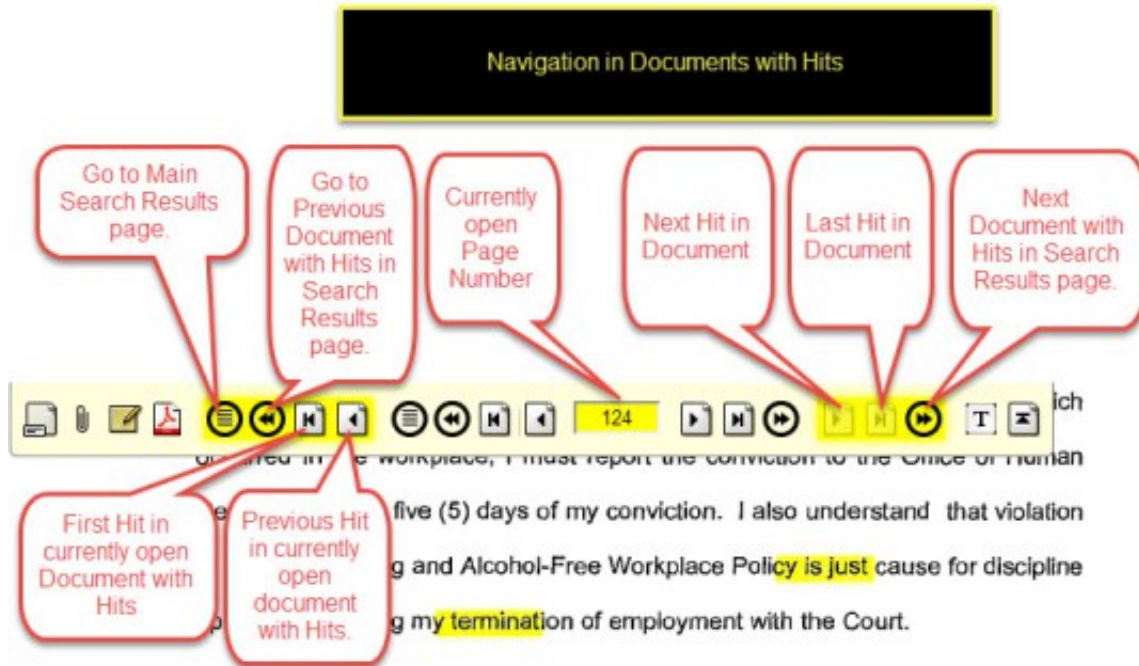 Navigation in Documents with Hits
Go to Main
Search Results
page.
Go to
Previous
Document
with Hits in
Search
Results
page.
Currently
open
Page
Number
Next Hit in
Document
Last Hit in
Document
Next
Document with
Hits in Search
Results page.
124
T
ich
in the workplace, I must report the conviction to the Office of Human
five (5) days of my conviction. I also understand that violation
g and Alcohol-Free Workplace Policy is just cause for discipline
g my termination of employment with the Court.
First Hit in
currently open
Document with
Hits
Previous Hit
in currently
open
document
with Hits.